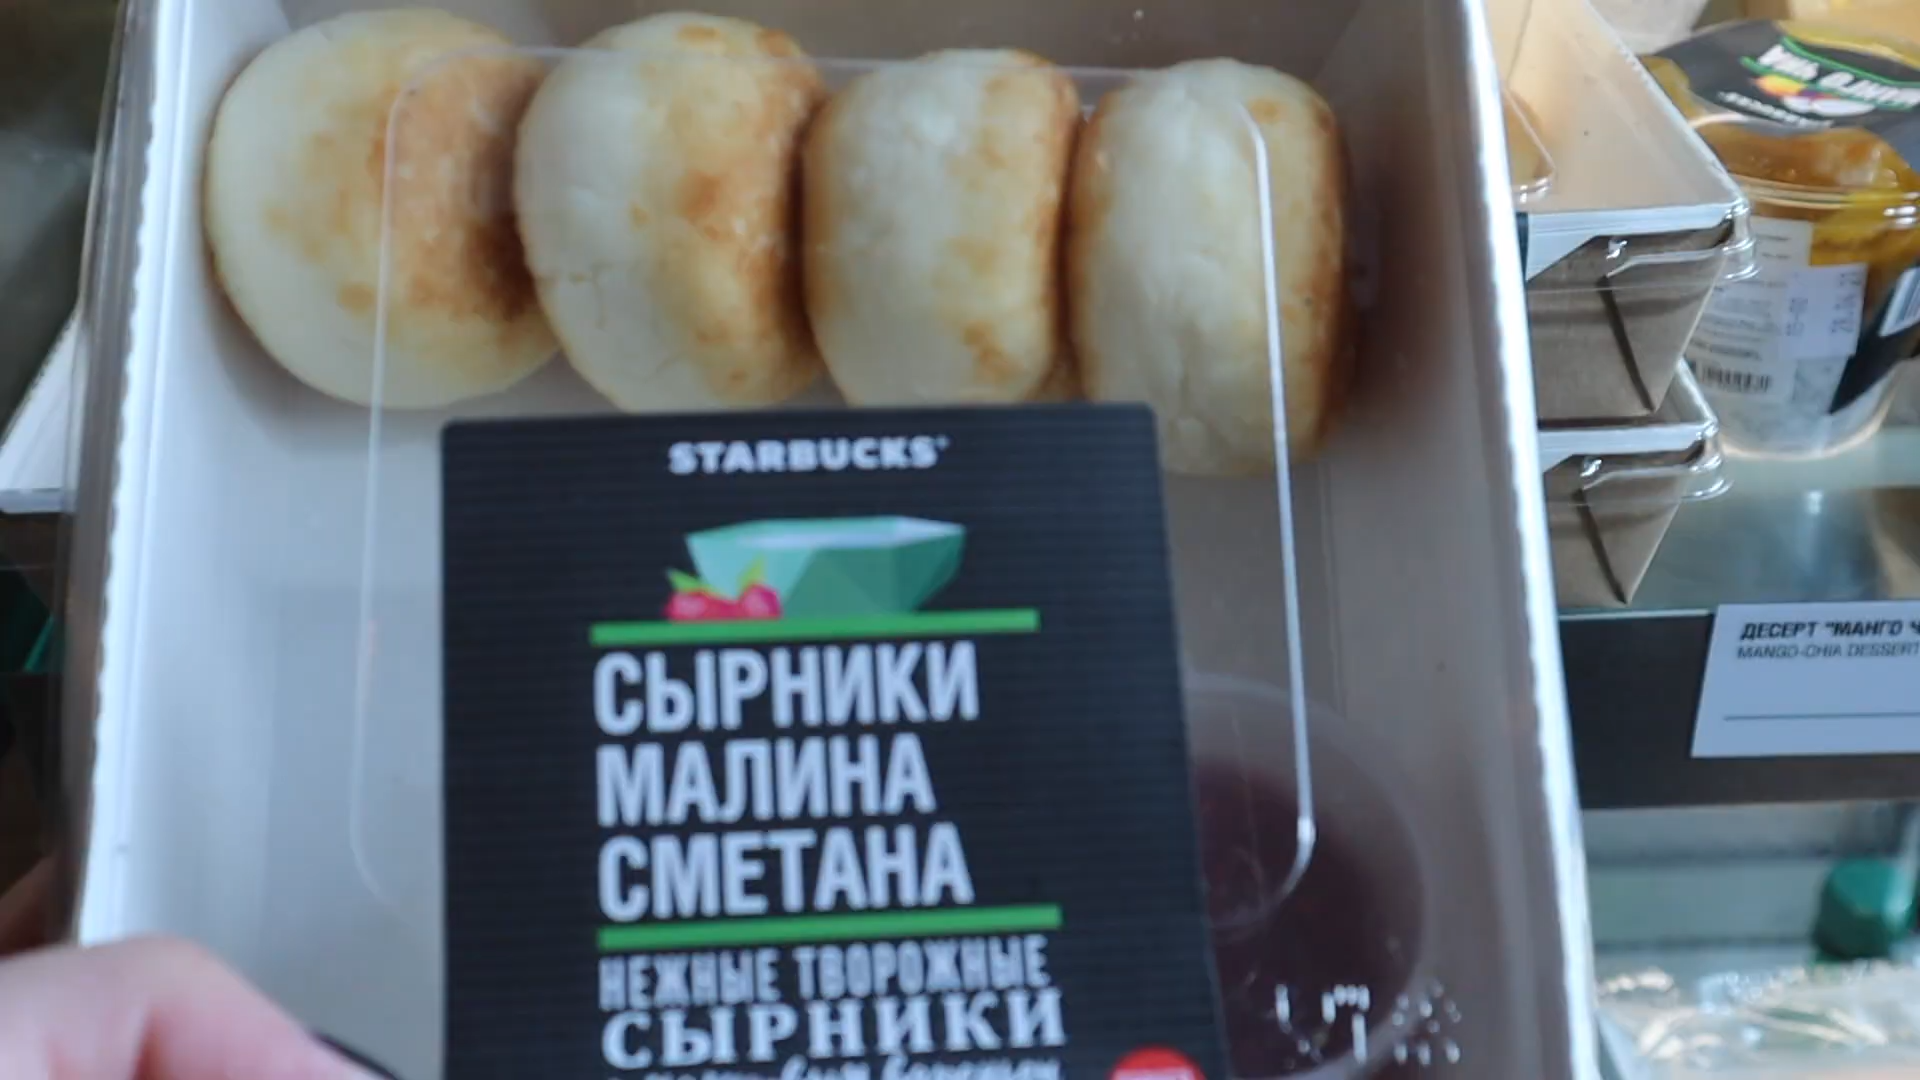 STARBUCKS
СЫРНИКИ
МАЛИНА
СМЕТАНА
НЕЖНЫЕ ТВОРОЖНЫЕ
СЫРНИКИ
ДЕСЕРТ "МАНГО
MANGO-CHIA DESSERT